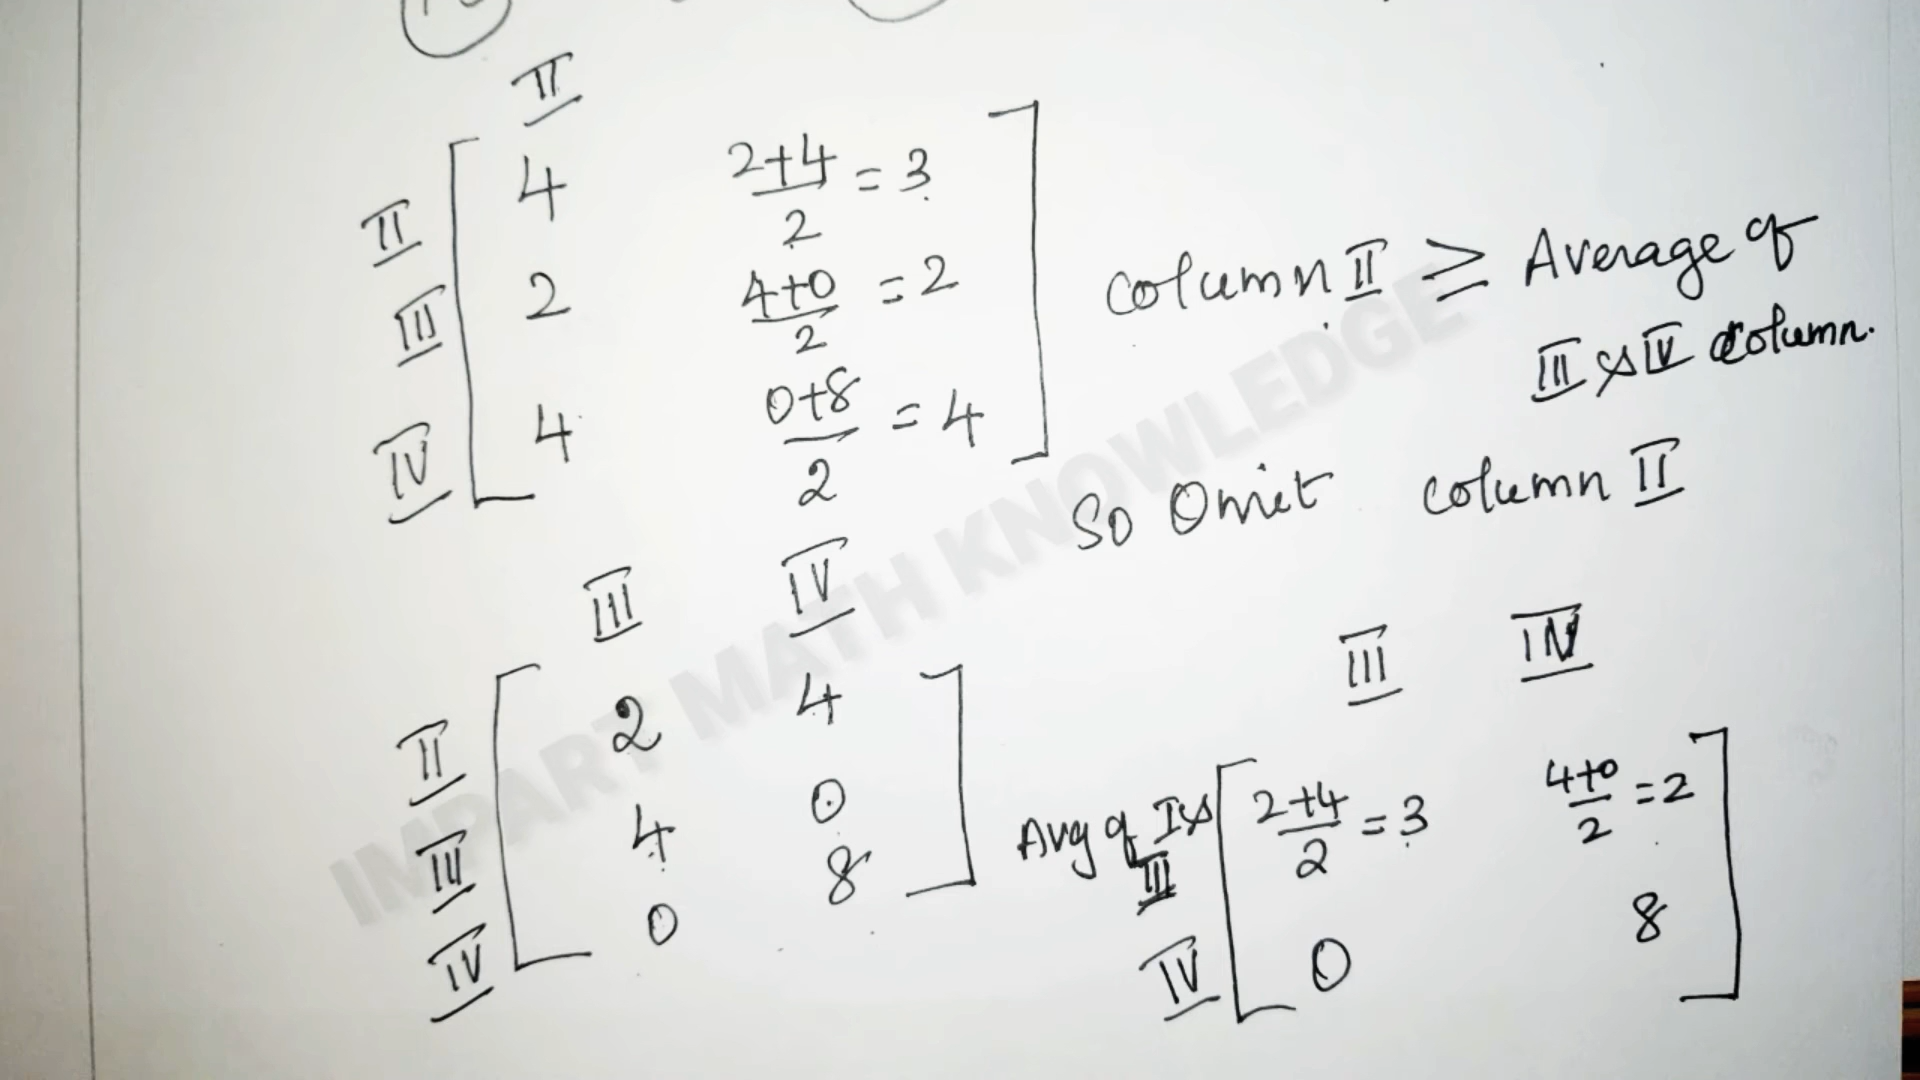 II
II 4 2+4/2 = 3
III 2 4+0/2 = 2
IV 4 0+8/2 = 4
Column II ≥ Average of
III & IV column.
So Omit column II
III IV
II 2 4
III 4 0
IV 0 8
III IV
Avg of I & III 2+4/2 = 3 4+0/2 = 2
IV 0 8
IMPART MATH KNOWLEDGE